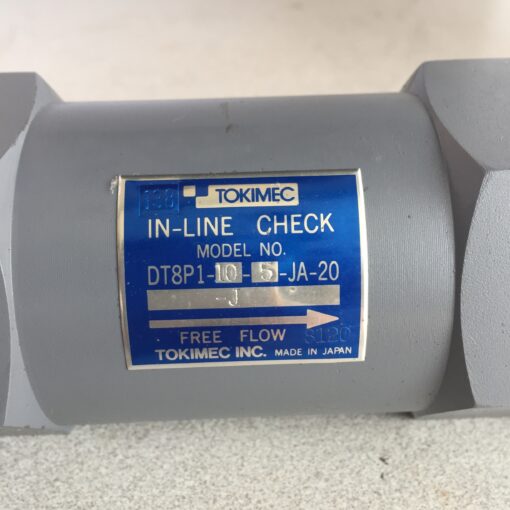 TOKIMEC
IN-LINE CHECK
MODEL NO.
DT8P1-10-5-JA-20
-J
FREE FLOW
TOKIMEC INC. MADE IN JAPAN